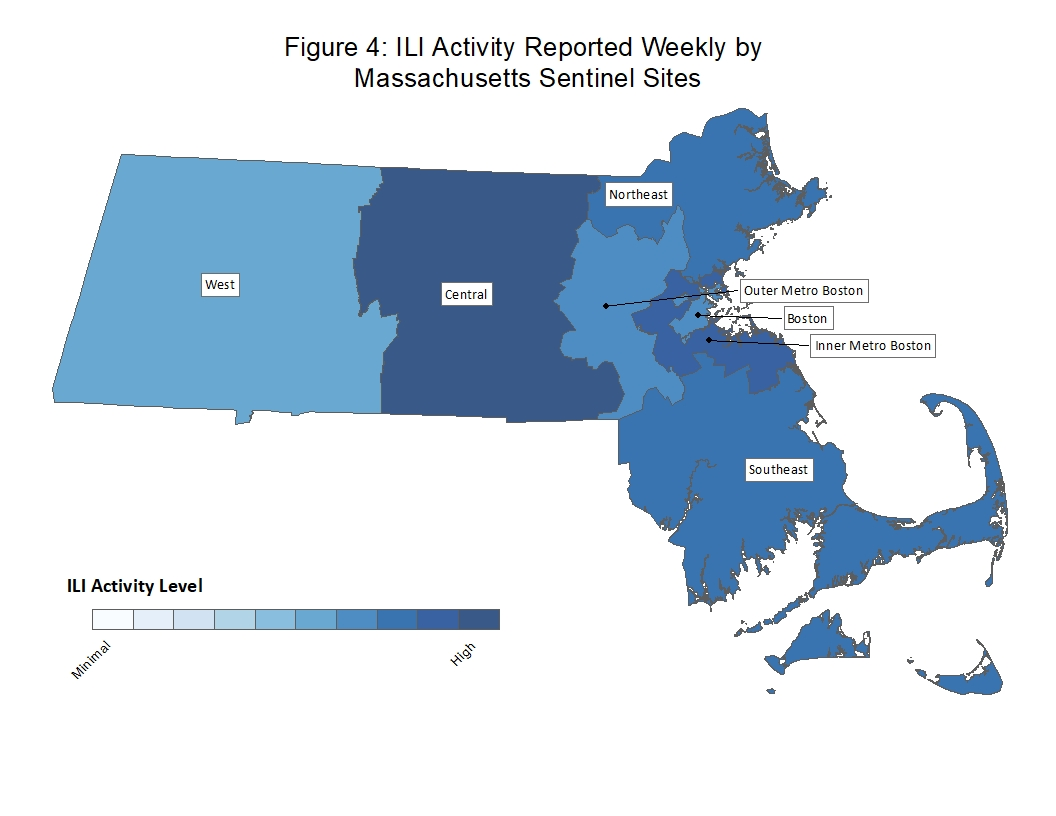 Figure 4: ILI Activity Reported Weekly by
Massachusetts Sentinel Sites
Northeast
West
Central
Outer Metro Boston
Boston
Inner Metro Boston
Southeast
ILI Activity Level
Minimal
High